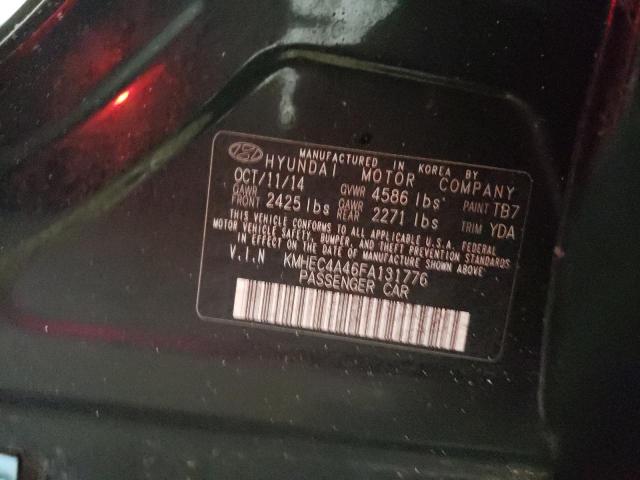 MANUFACTURED IN KOREA BY
HYUNDAI MOTOR COMPANY
OCT/11/14 GVWR 4586 lbs PAINT TB7
GAWR FRONT 2425 lbs GAWR REAR 2271 lbs TRIM YDA
THIS VEHICLE CONFORMS TO ALL APPLICABLE U.S.A. FEDERAL
MOTOR VEHICLE SAFETY, BUMPER, AND THEFT PREVENTION STANDARDS
IN EFFECT ON THE DATE OF MANUFACTURE SHOWN ABOVE
V.I.N KMHEC4A46FA131776
PASSENGER CAR